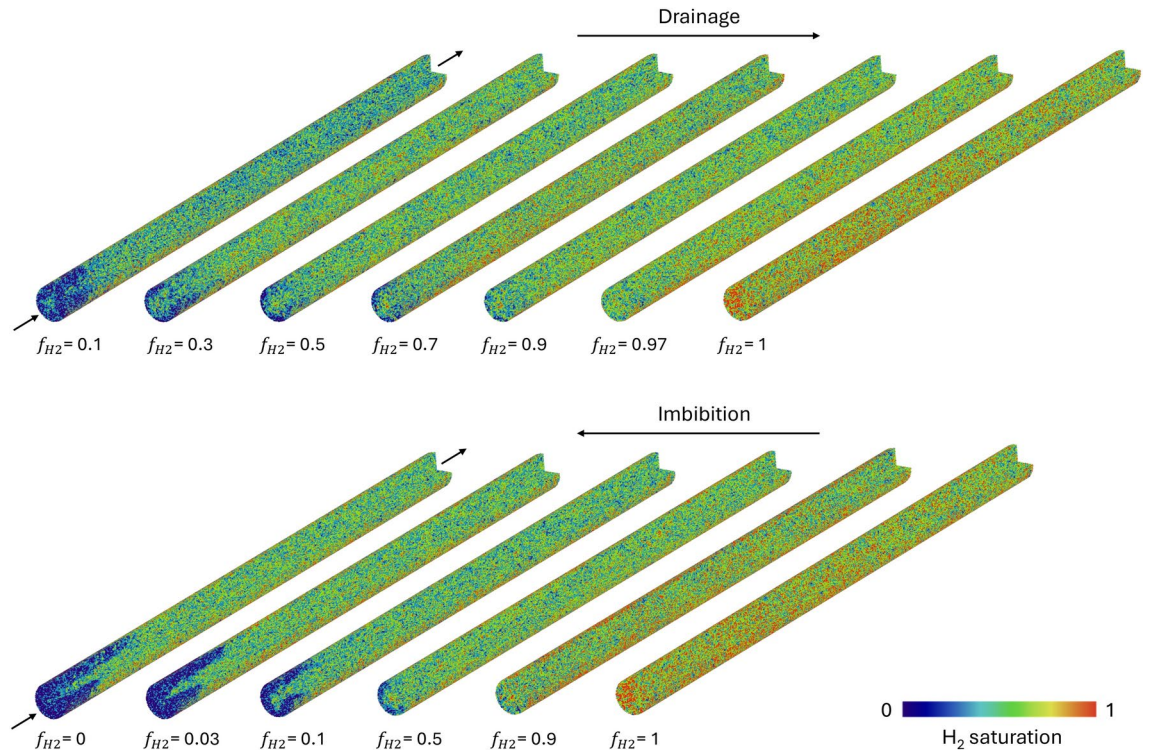 Drainage
f_H2 = 0.1
f_H2 = 0.3
f_H2 = 0.5
f_H2 = 0.7
f_H2 = 0.9
f_H2 = 0.97
f_H2 = 1
Imbibition
f_H2 = 0
f_H2 = 0.03
f_H2 = 0.1
f_H2 = 0.5
f_H2 = 0.9
f_H2 = 1
0 1
H₂ saturation